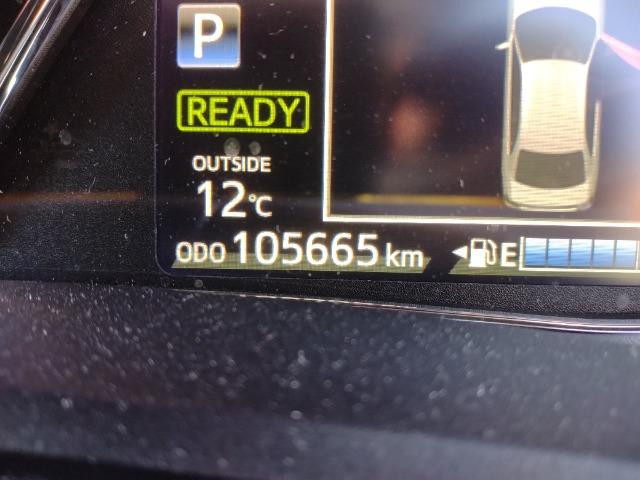 P
READY
OUTSIDE
12°C
ODO 105665 km
E